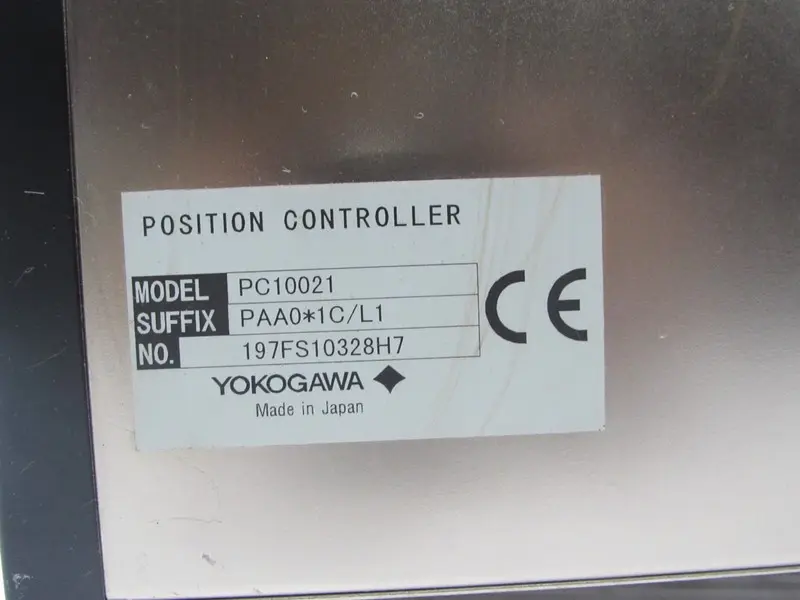 POSITION CONTROLLER
MODEL PC10021
SUFFIX PAA0*1C/L1
NO. 197FS10328H7
CE
YOKOGAWA
Made in Japan